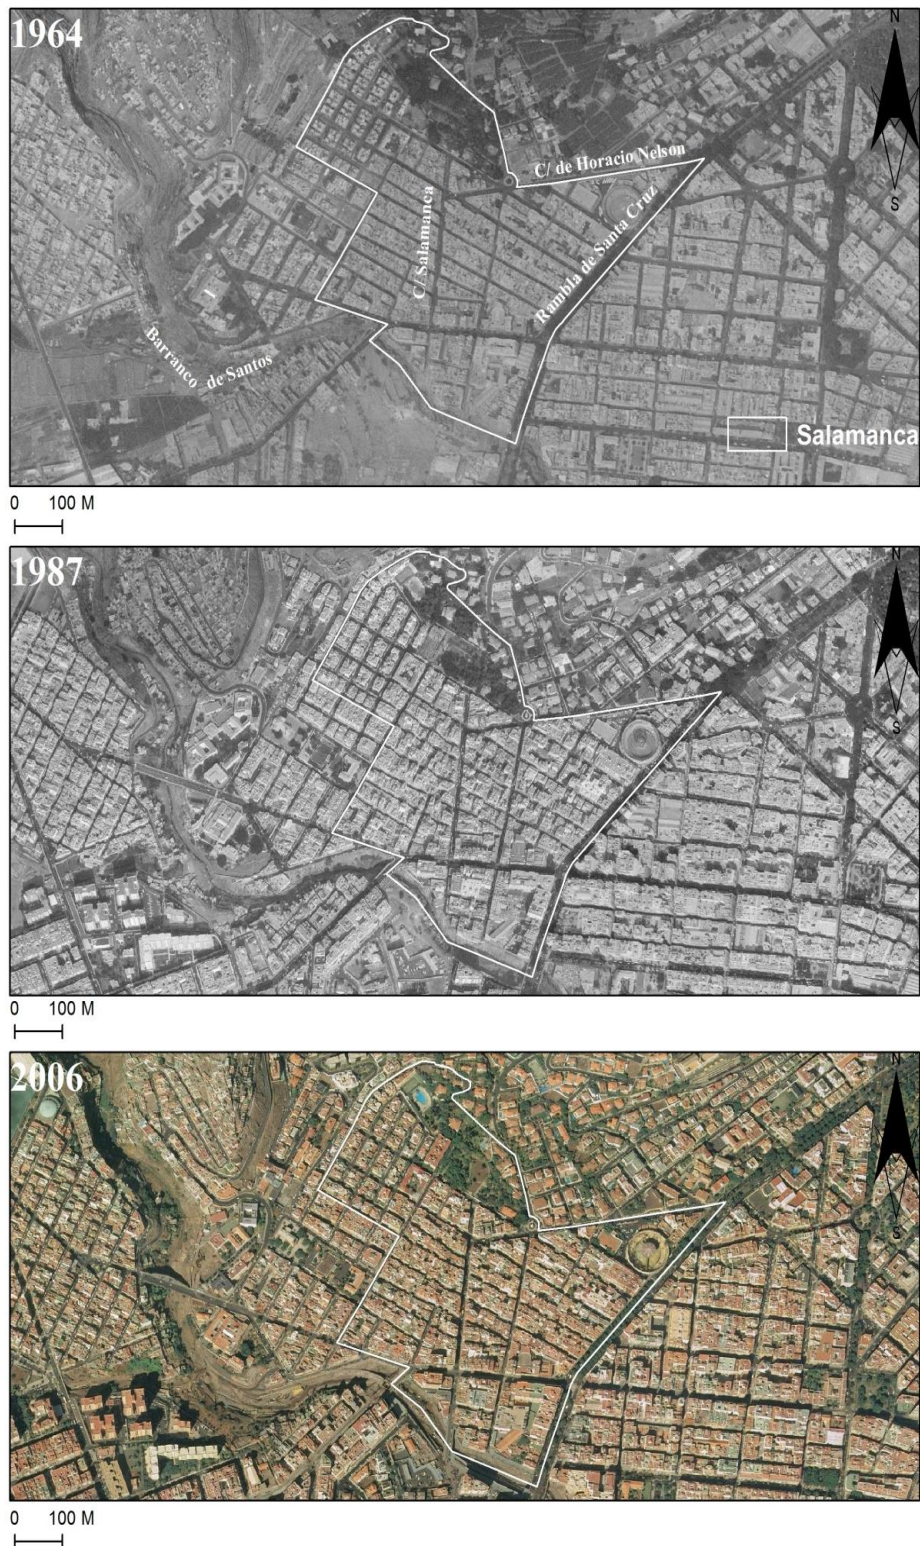 1964
N
C/ de Horacio Nelson
C/ Salamanca
Rambla de Santa Cruz
S
Barranco de Santos
Salamanca
0 100 M
1987
N
S
0 100 M
2006
N
S
0 100 M